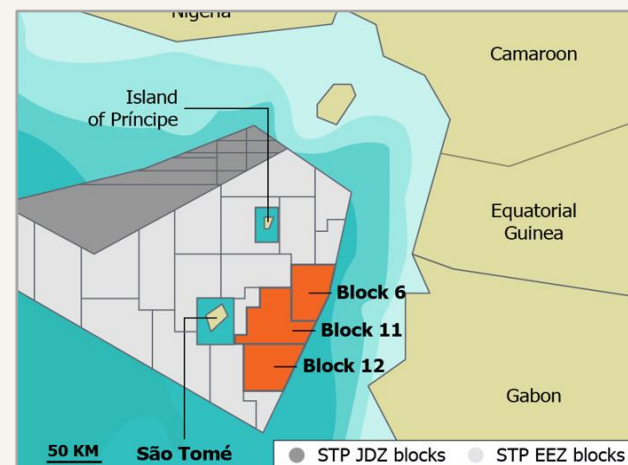 Nigeria
Camaroon
Island
of Príncipe
Equatorial
Guinea
Block 6
Block 11
Block 12
Gabon
50 KM
São Tomé
STP JDZ blocks
STP EEZ blocks